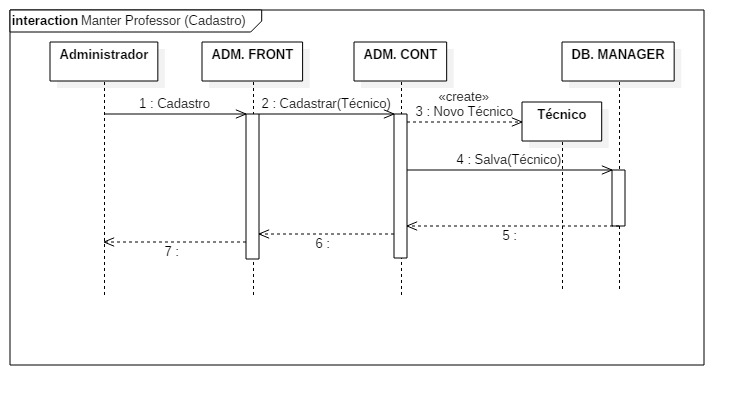 interaction Manter Professor (Cadastro)
Administrador
ADM. FRONT
ADM. CONT
DB. MANAGER
1 : Cadastro
2 : Cadastrar(Técnico)
«create»
3 : Novo Técnico
Técnico
4 : Salva(Técnico)
5 :
6 :
7 :